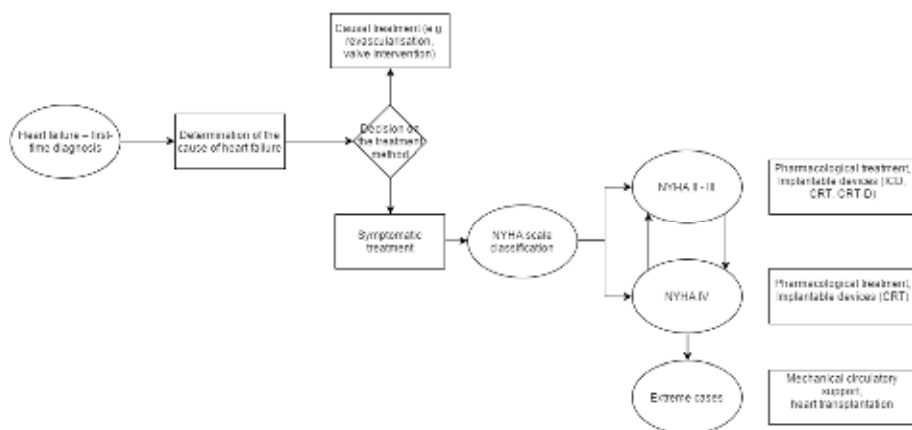 Causal treatment (e.g.
revascularisation,
valve intervention)
Heart failure – first-
time diagnosis
Determination of the
cause of heart failure
Decision on
the treatment
method
Symptomatic
treatment
NYHA scale
classification
NYHA II - III
Pharmacological treatment,
Implantable devices (ICD,
CRT, CRT-D)
NYHA IV
Pharmacological treatment,
Implantable devices (CRT)
Extreme cases
Mechanical circulatory
support,
heart transplantation